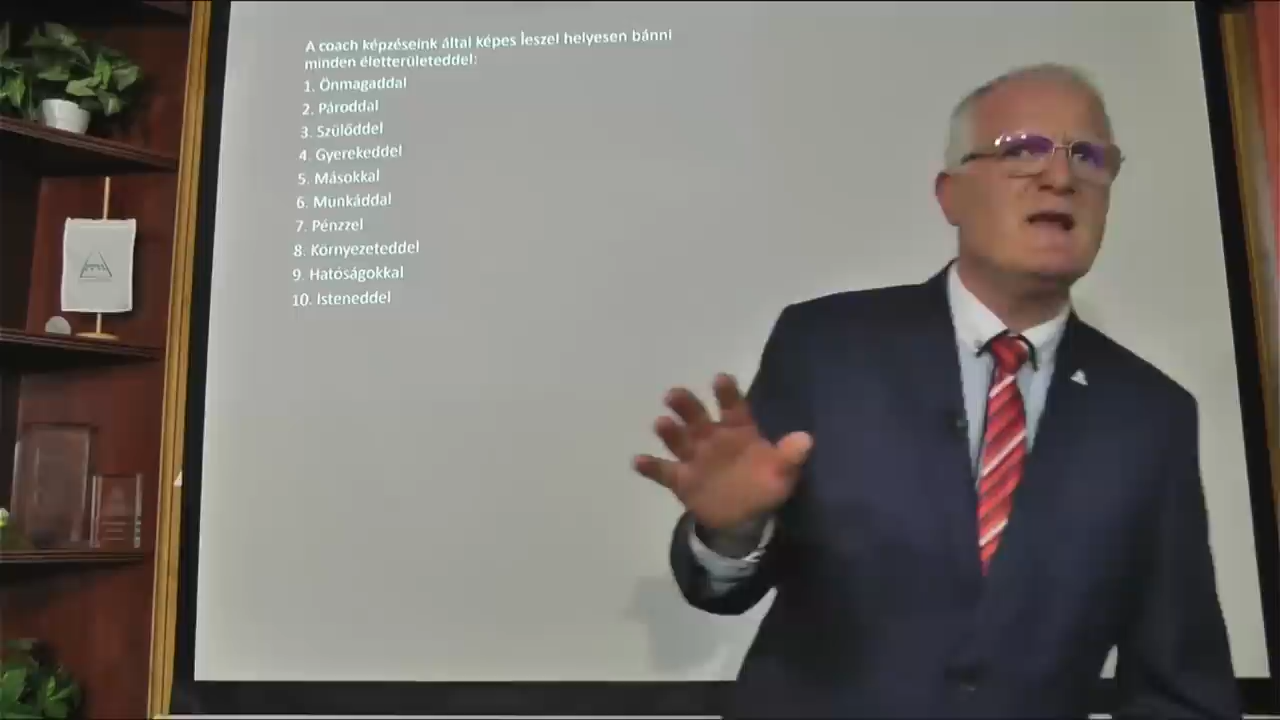 A coach képzéseink által képes leszel helyesen bánni
minden életterületeddel:
1. Önmagaddal
2. Pároddal
3. Szülőddel
4. Gyerekeddel
5. Másokkal
6. Munkáddal
7. Pénzzel
8. Környezeteddel
9. Hatóságokkal
10. Isteneddel